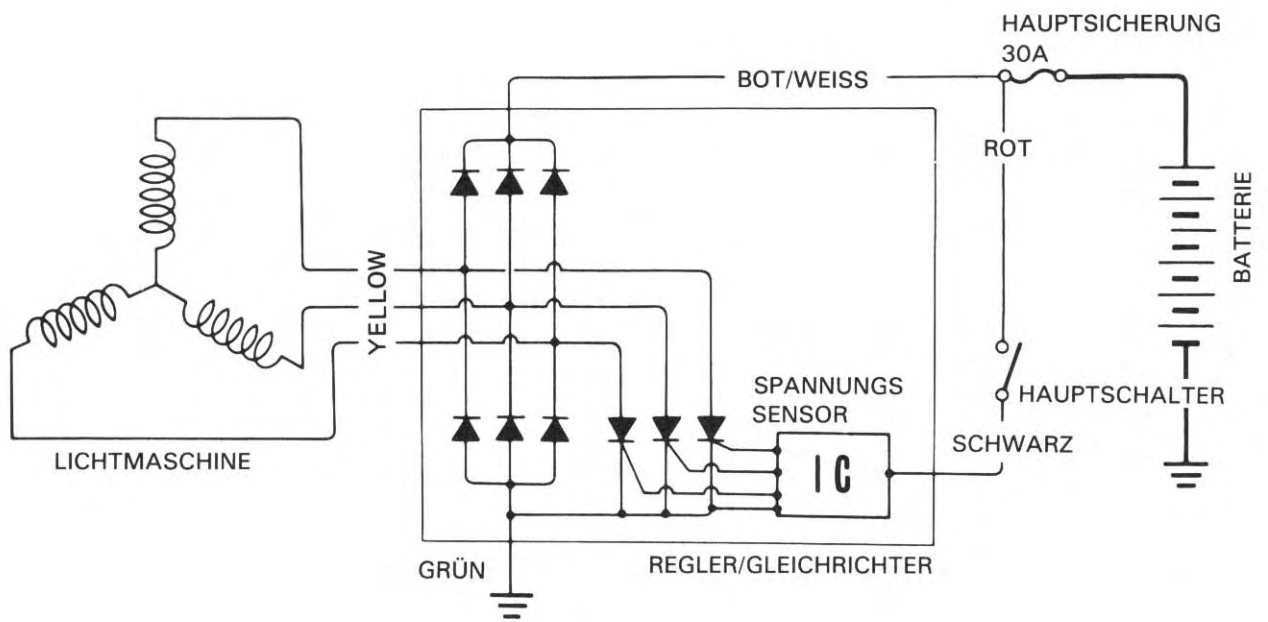 HAUPTSICHERUNG
30A
BOT/WEISS
ROT
BATTERIE
YELLOW
SPANNUNGS
SENSOR
HAUPTSCHALTER
IC
SCHWARZ
LICHTMASCHINE
GRÜN
REGLER/GLEICHRICHTER